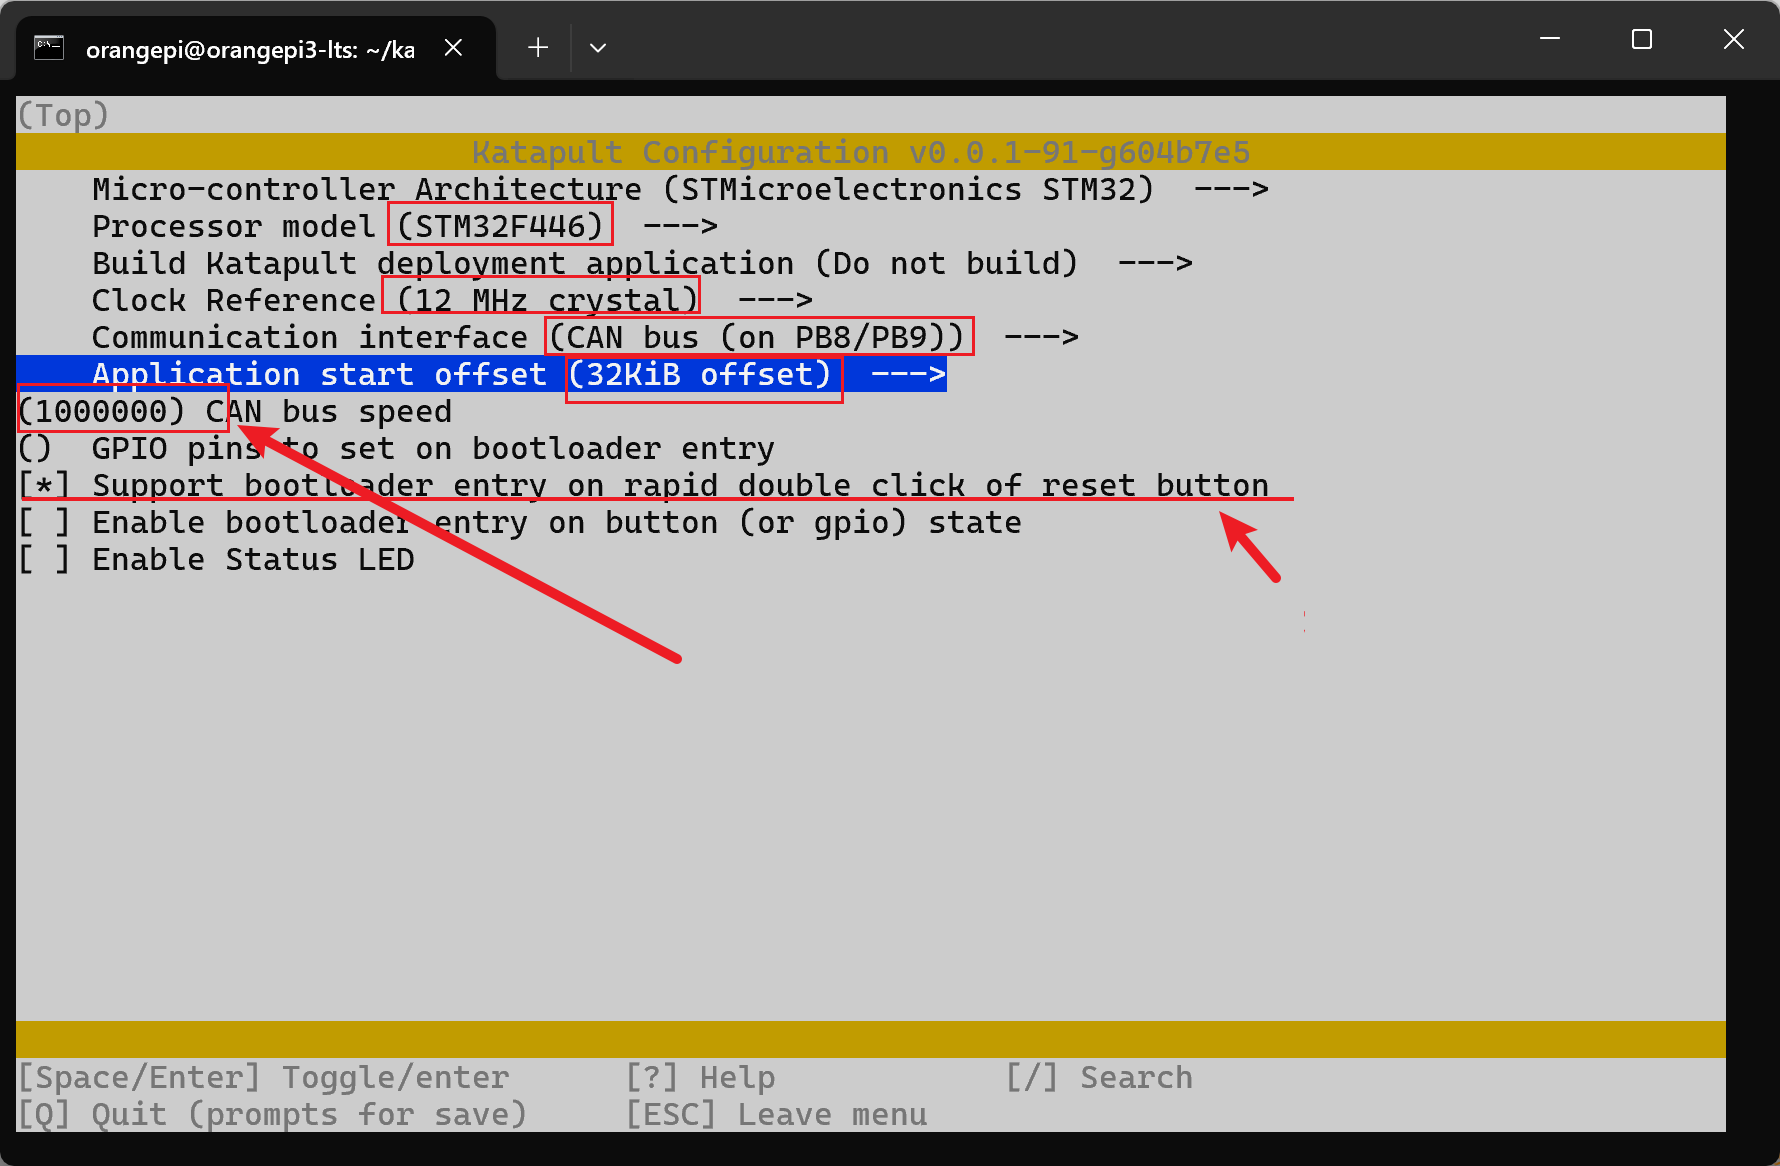 orangepi@orangepi3-lts: ~/ka
(Top)
Katapult Configuration v0.0.1-91-g604b7e5
Micro-controller Architecture (STMicroelectronics STM32)  --->
Processor model (STM32F446)  --->
Build Katapult deployment application (Do not build)  --->
Clock Reference (12 MHz crystal)  --->
Communication interface (CAN bus (on PB8/PB9))  --->
Application start offset (32KiB offset)  --->
(1000000) CAN bus speed
()  GPIO pins to set on bootloader entry
[*] Support bootloader entry on rapid double click of reset button
[ ] Enable bootloader entry on button (or gpio) state
[ ] Enable Status LED
[Space/Enter] Toggle/enter      [?] Help            [/] Search
[Q] Quit (prompts for save)     [ESC] Leave menu